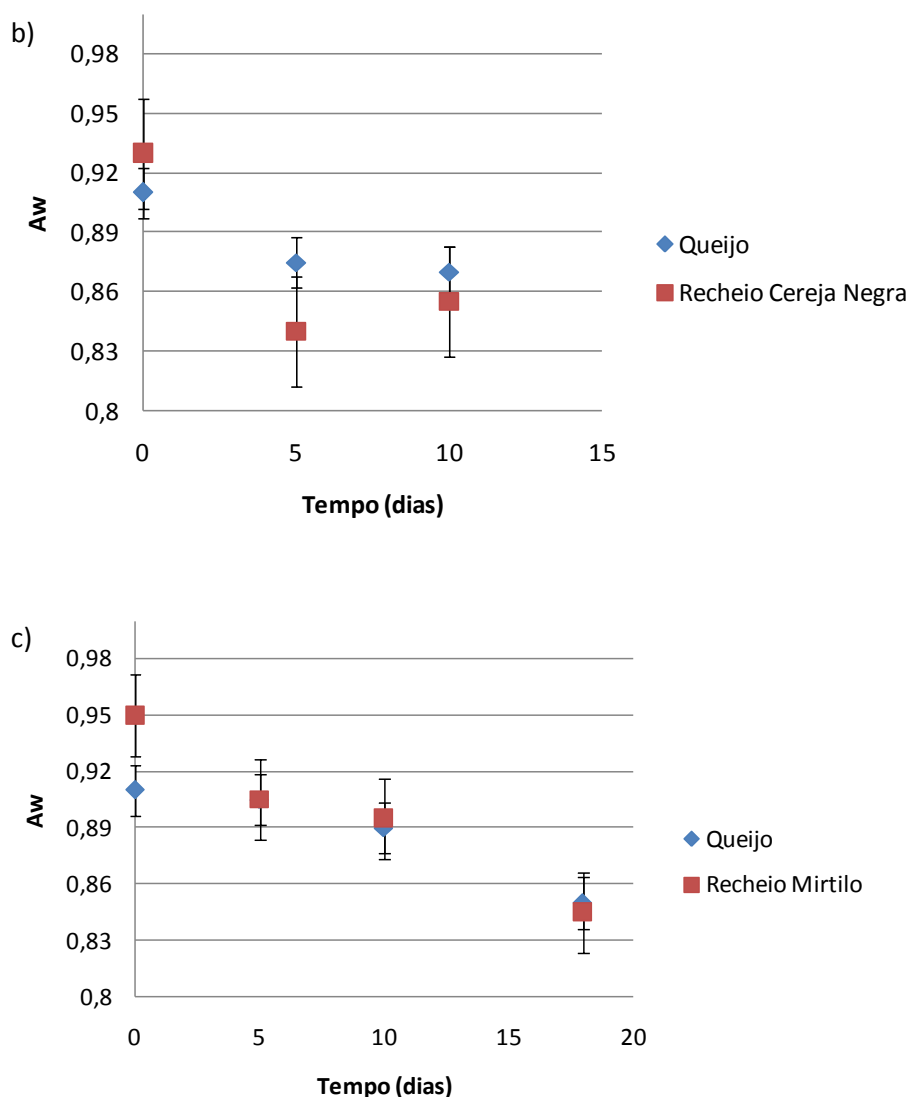 b)
0,98
0,95
0,92
0,89
0,86
0,83
0,8
Aw
0 5 10 15
Tempo (dias)
Queijo
Recheio Cereja Negra
c)
0,98
0,95
0,92
0,89
0,86
0,83
0,8
Aw
0 5 10 15 20
Tempo (dias)
Queijo
Recheio Mirtilo